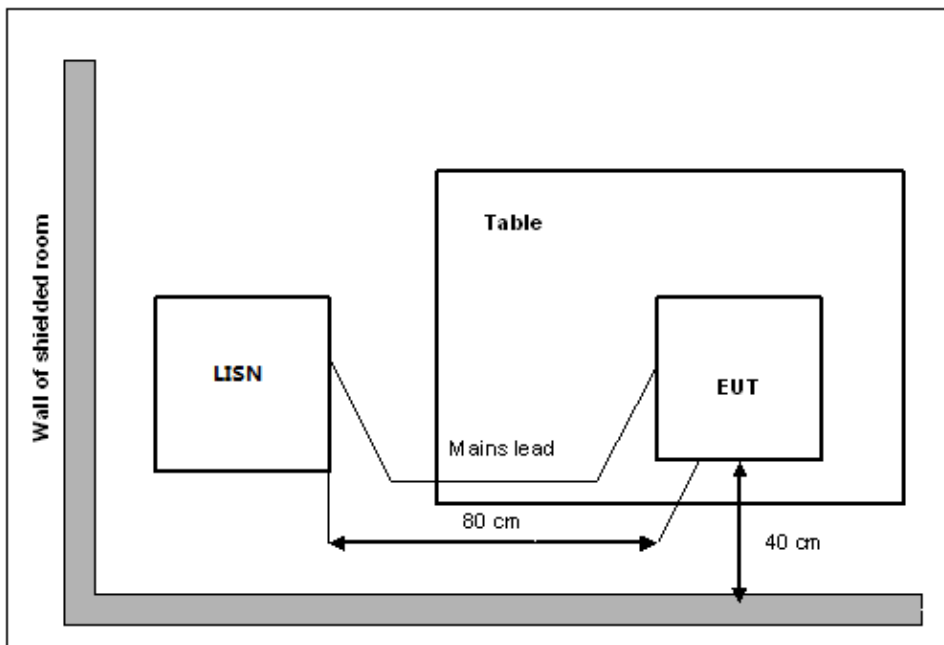 Wall of shielded room
Table
LISN
EUT
Mains lead
80 cm
40 cm